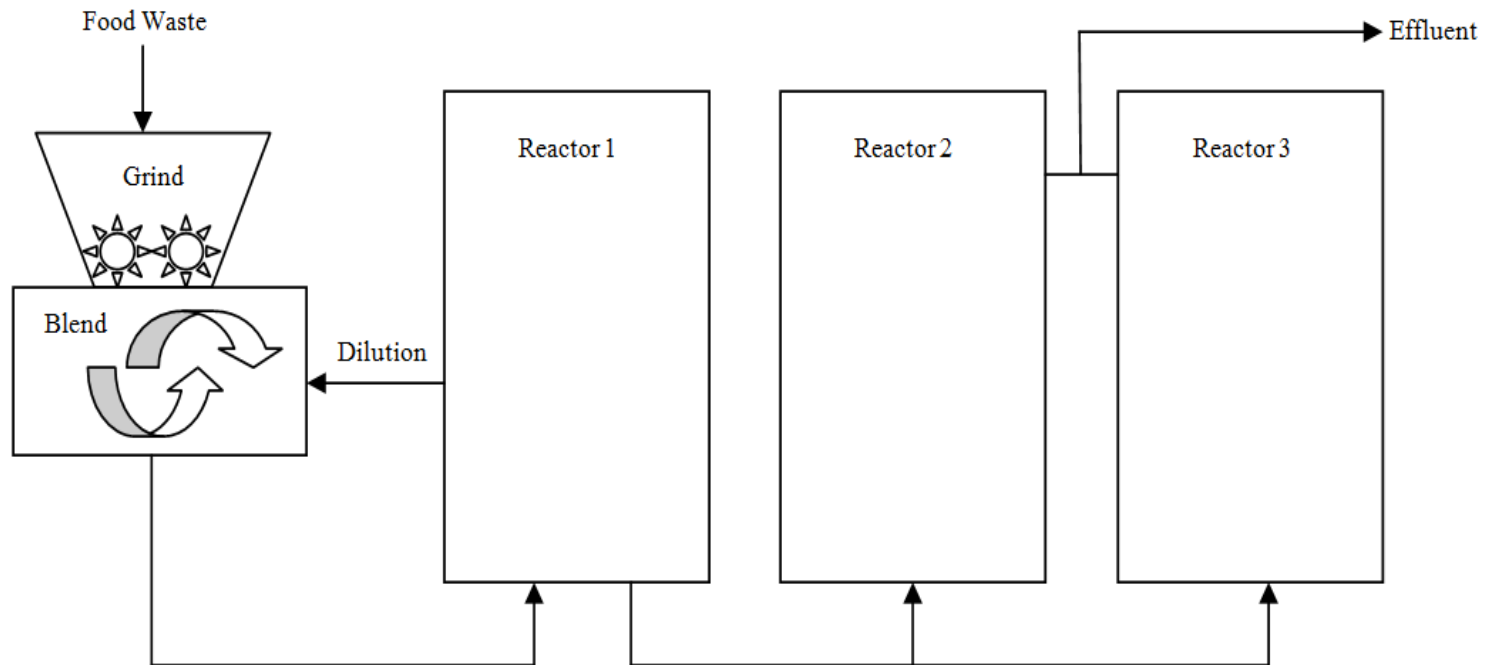 Food Waste
Effluent
Grind
Reactor 1
Reactor 2
Reactor 3
Blend
Dilution